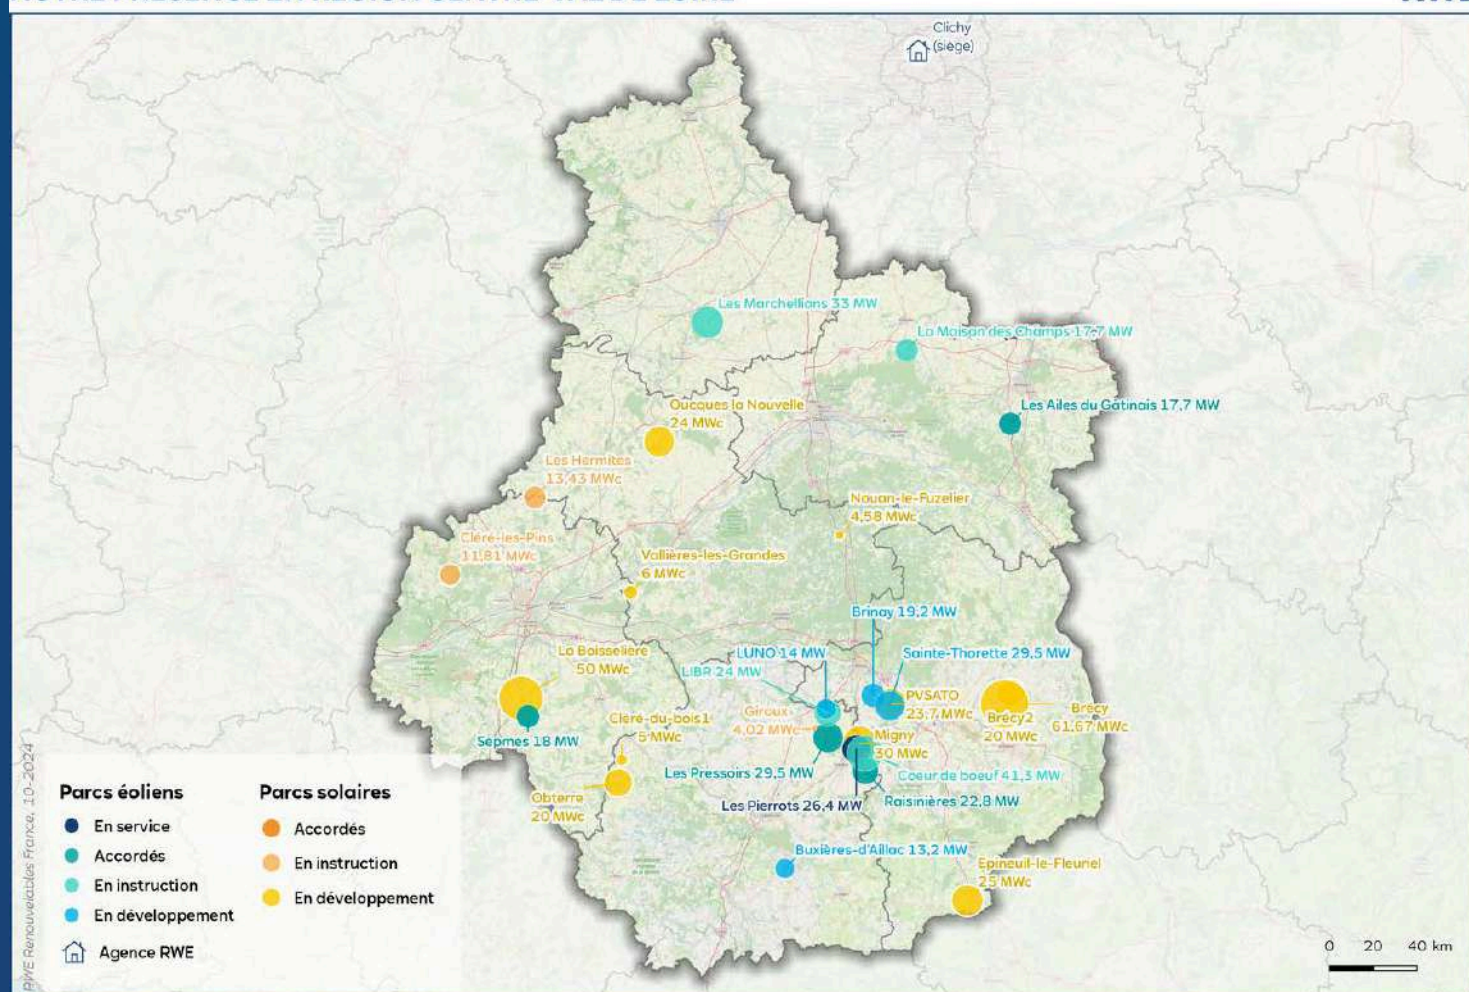 Clichy
(siège)
Les Marchellions 33 MW
La Maison des Champs 17,7 MW
Les Ailes du Gatinais 17,7 MW
Oucques la Nouvelle
24 MWc
Les Hermites
13,43 MWc
Nouan-le-Fuzelier
4,58 MWc
Cléré-les-Pins
11,81 MWc
Vallières-les-Grandes
6 MWc
Brinay 19,2 MW
La Boisselière
50 MWc
LUNO 14 MW
Sainte-Thorette 29,5 MW
LIBR 24 MW
PVSATO
23,7 MWc
Brécy
61,67 MWc
Brécy2
20 MWc
Giroux
4,02 MWc
Cléré-du-bois1
5 MWc
Sepmes 18 MW
Migny
30 MWc
Les Pressoirs 29,5 MW
Coeur de boeuf 41,3 MW
Les Pierrots 26,4 MW
Raisinières 22,8 MW
Obterre
20 MWc
Buxières-d'Aillac 13,2 MW
Epineuil-le-Fleuriel
25 MWc
Parcs éoliens
En service
Accordés
En instruction
En développement
Agence RWE
Parcs solaires
Accordés
En instruction
En développement
0 20 40 km
RWE Renouvelables France, 10-2024